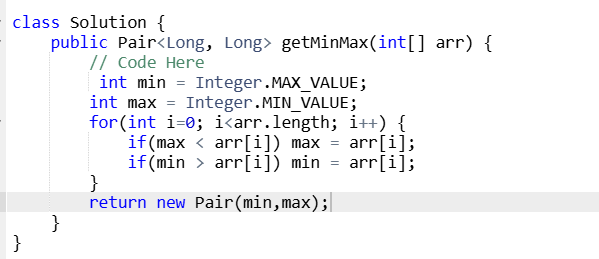 class Solution {
    public Pair<Long, Long> getMinMax(int[] arr) {
        // Code Here
         int min = Integer.MAX_VALUE;
        int max = Integer.MIN_VALUE;
        for(int i=0; i<arr.length; i++) {
            if(max < arr[i]) max = arr[i];
            if(min > arr[i]) min = arr[i];
        }
        return new Pair(min,max);
    }
}